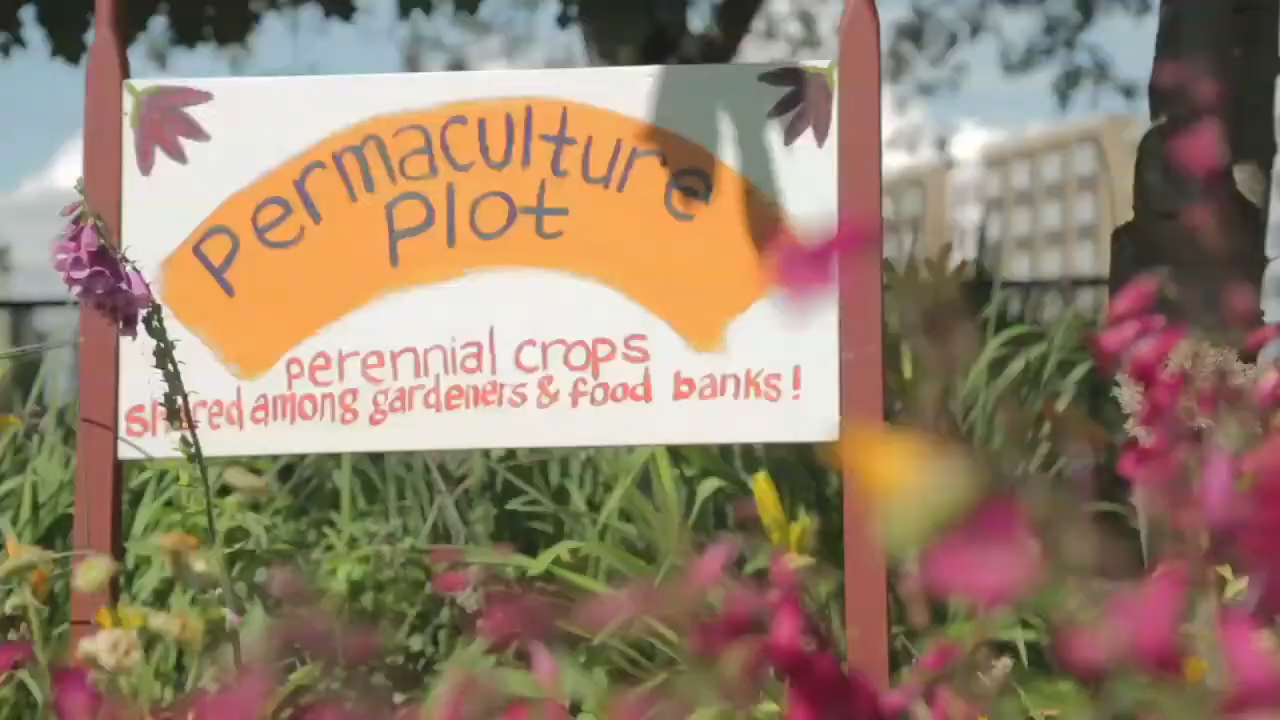 Permaculture
Plot
perennial crops
shared among gardeners & food banks!